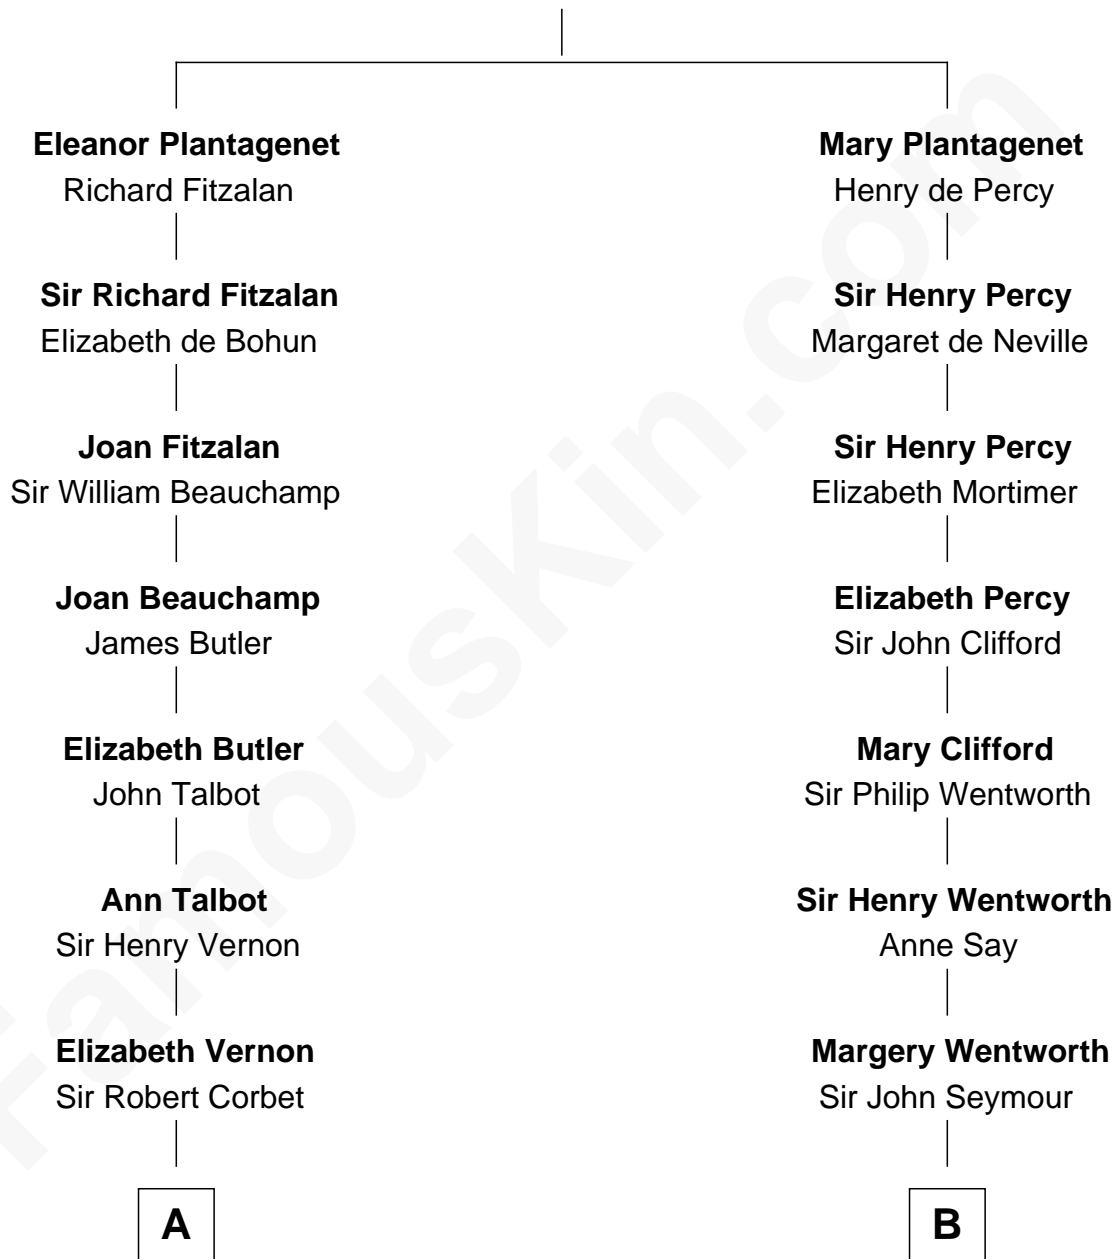 Eleanor Plantagenet
Richard Fitzalan
Sir Richard Fitzalan
Elizabeth de Bohun
Joan Fitzalan
Sir William Beauchamp
Joan Beauchamp
James Butler
Elizabeth Butler
John Talbot
Ann Talbot
Sir Henry Vernon
Elizabeth Vernon
Sir Robert Corbet
A
Mary Plantagenet
Henry de Percy
Sir Henry Percy
Margaret de Neville
Sir Henry Percy
Elizabeth Mortimer
Elizabeth Percy
Sir John Clifford
Mary Clifford
Sir Philip Wentworth
Sir Henry Wentworth
Anne Say
Margery Wentworth
Sir John Seymour
B
FamousKin.com